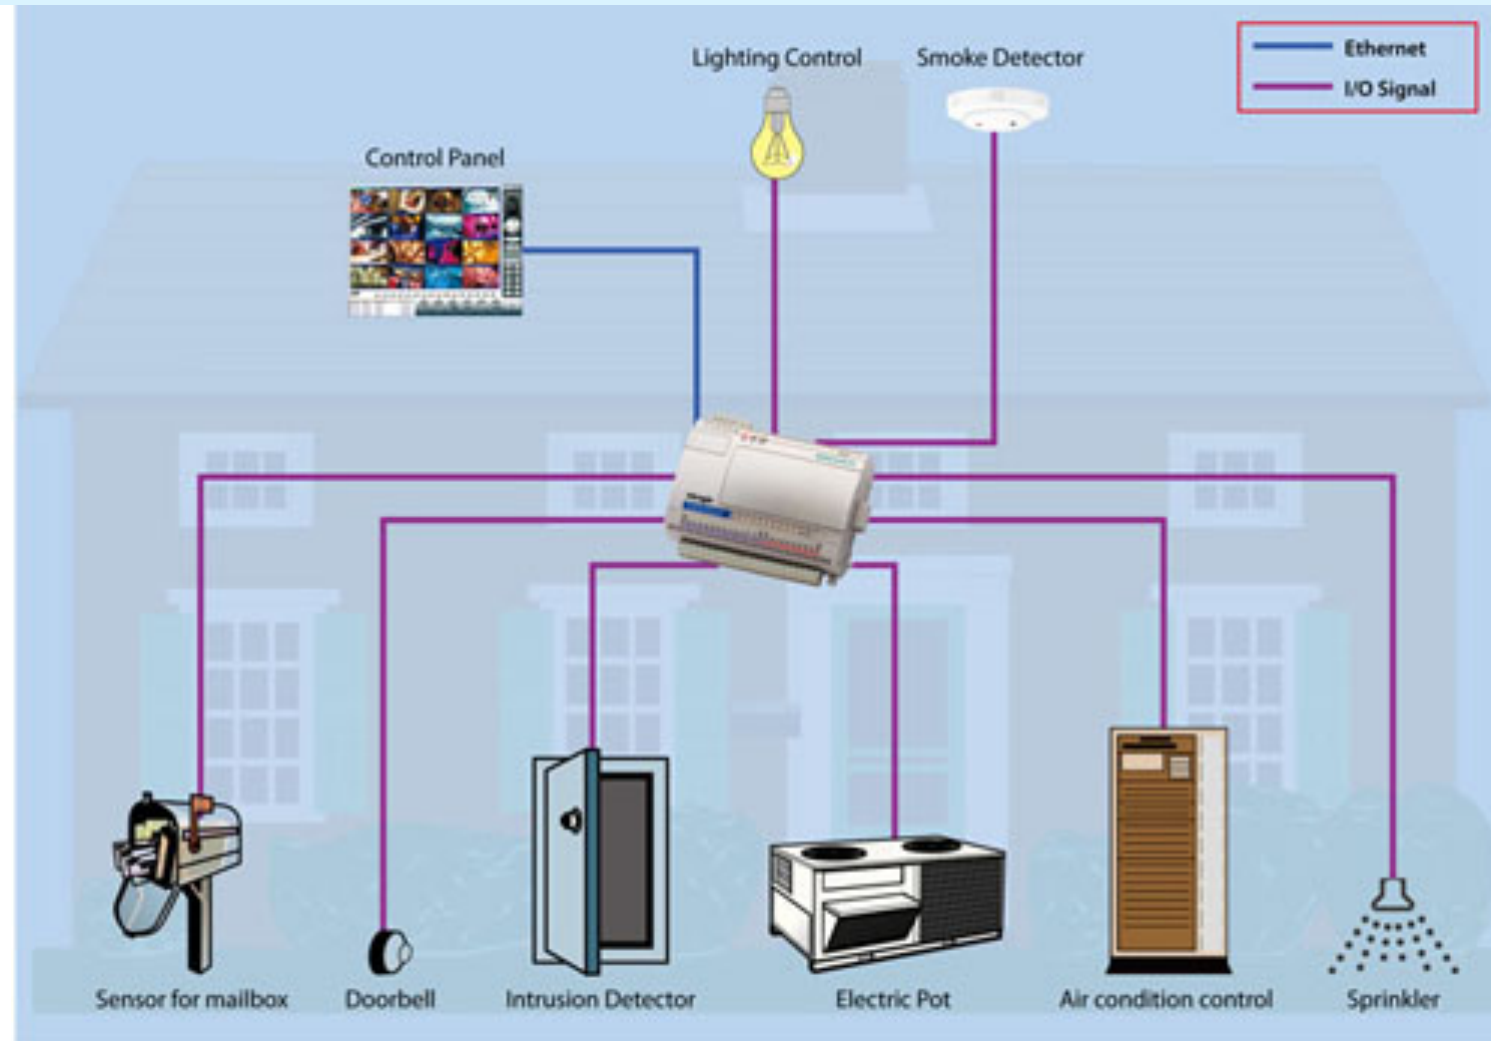 Lighting Control
Smoke Detector
Ethernet
I/O Signal
Control Panel
Sensor for mailbox
Doorbell
Intrusion Detector
Electric Pot
Air condition control
Sprinkler